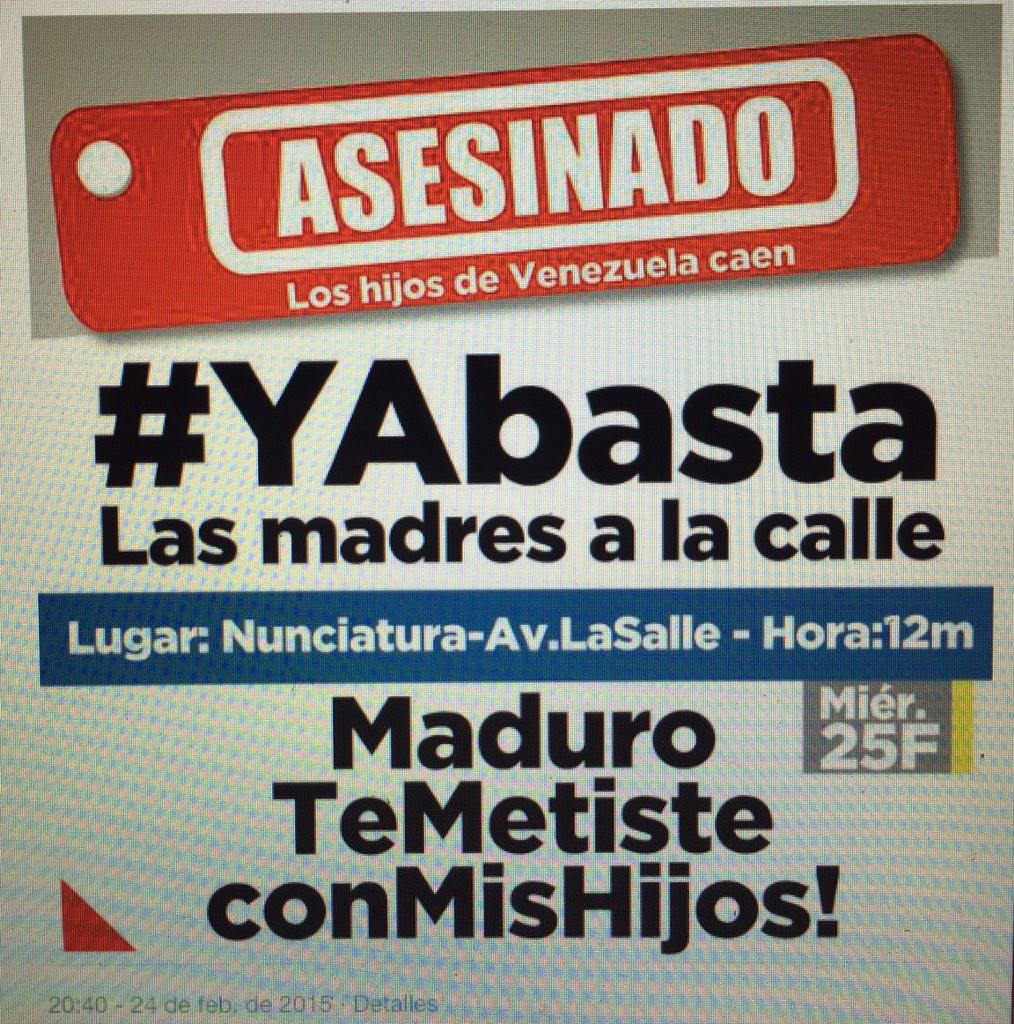 ASESINADO
Los hijos de Venezuela caen
#YAbasta
Las madres a la calle
Lugar: Nunciatura-Av.LaSalle - Hora:12m
Miér.
25F
Maduro
TeMetiste
conMisHijos!
20:40 - 24 de feb. de 2015 · Detalles